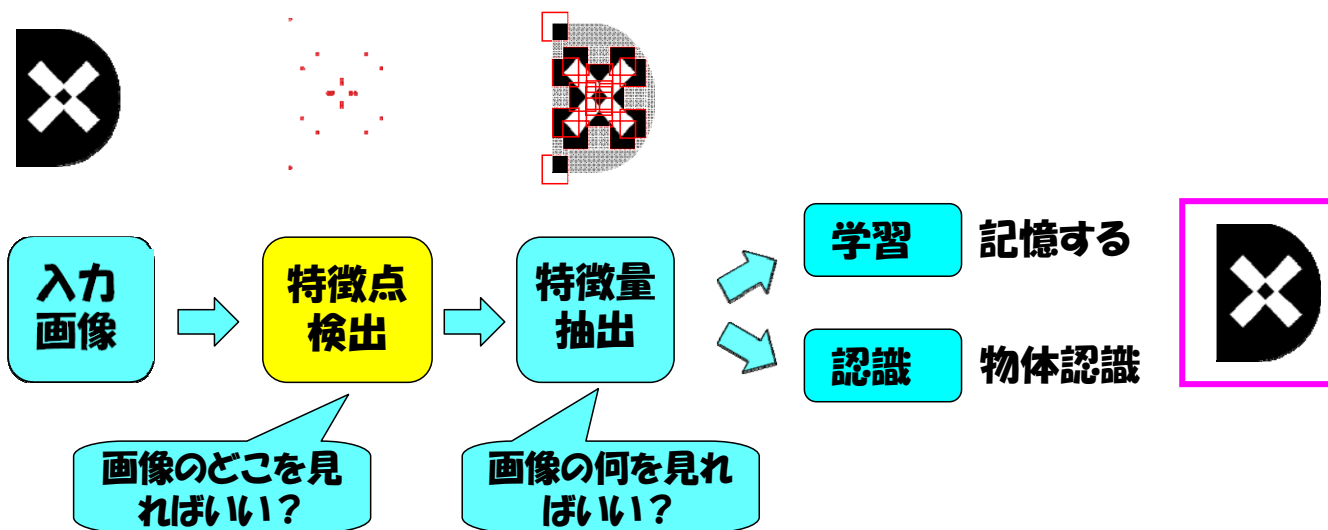 入力
画像
特徴点
検出
特徴量
抽出
学習
記憶する
認識
物体認識
画像のどこを見
ればいい？
画像の何を見れ
ばいい？